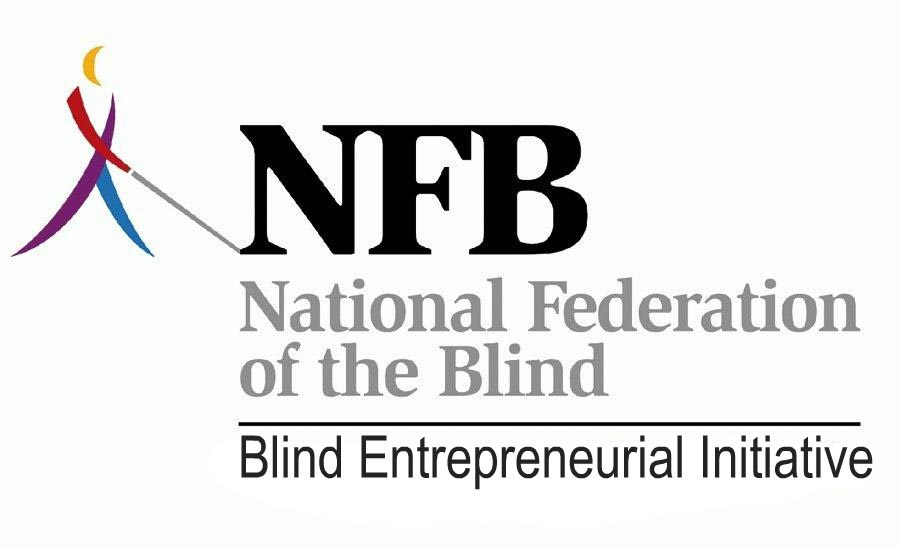 NFB
National Federation
of the Blind
Blind Entrepreneurial Initiative